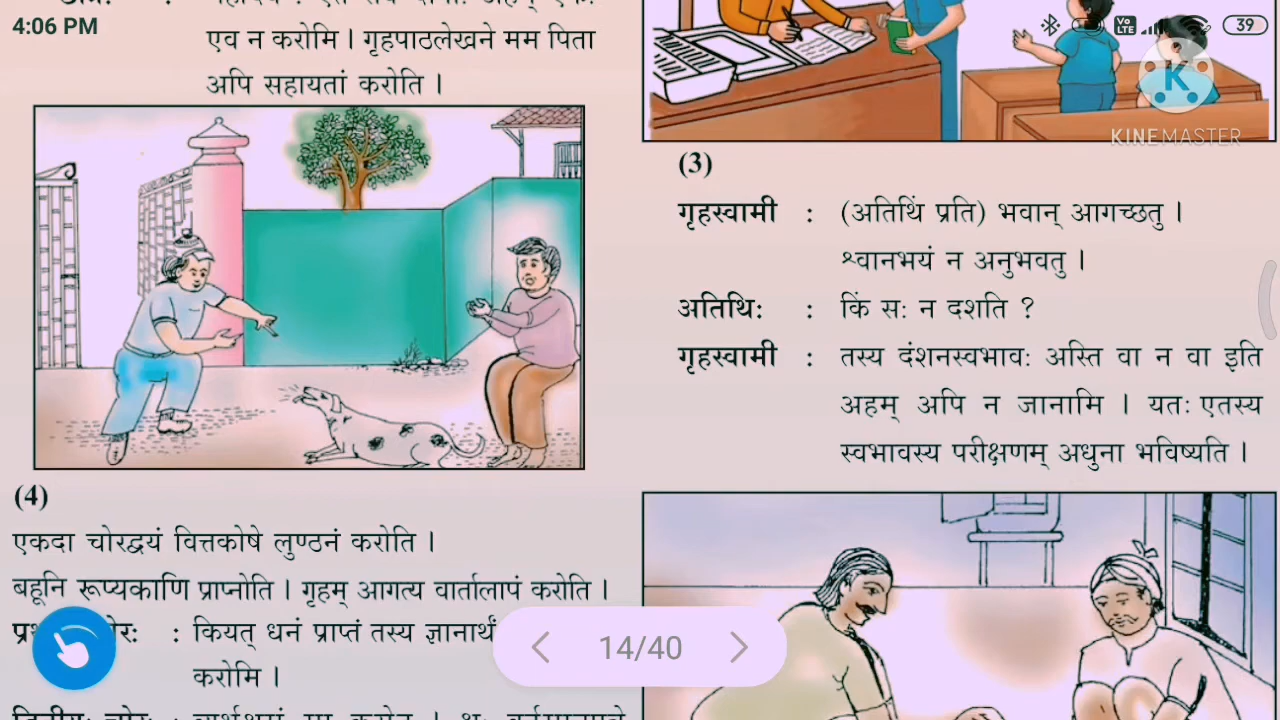 4:06 PM
39
KINEMASTER
एव न करोमि । गृहपाठलेखने मम पिता
अपि सहायतां करोति ।
(3)
गृहस्वामी : (अतिथिं प्रति) भवान् आगच्छतु ।
श्वानभयं न अनुभवतु ।
अतिथिः : किं सः न दशति ?
गृहस्वामी : तस्य दंशनस्वभावः अस्ति वा न वा इति
अहम् अपि न जानामि । यतः एतस्य
स्वभावस्य परीक्षणम् अधुना भविष्यति ।
(4)
एकदा चोरद्वयं वित्तकोषे लुण्ठनं करोति ।
बहूनि रूप्यकाणि प्राप्नोति । गृहम् आगत्य वार्तालापं करोति ।
: कियत् धनं प्राप्तं तस्य ज्ञानार्थं
करोमि ।
14/40